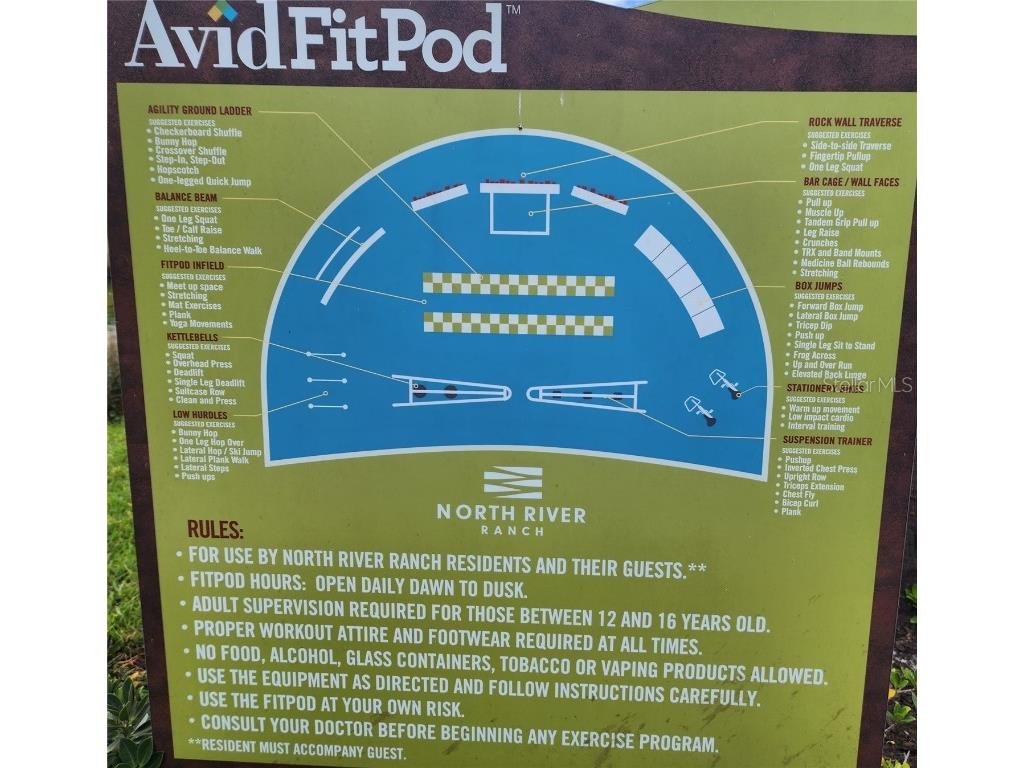 AvidFitPod™
AGILITY GROUND LADDER
SUGGESTED EXERCISES
• Checkerboard Shuffle
• Bunny Hop
• Crossover Shuffle
• Step-In, Step-Out
• Hopscotch
• One-legged Quick Jump
BALANCE BEAM
SUGGESTED EXERCISES
• One Leg Squat
• Toe / Calf Raise
• Stretching
• Heel-to-Toe Balance Walk
FITPOD INFIELD
SUGGESTED EXERCISES
• Meet up space
• Stretching
• Mat Exercises
• Plank
• Yoga Movements
KETTLEBELLS
SUGGESTED EXERCISES
• Squat
• Overhead Press
• Deadlift
• Single Leg Deadlift
• Suitcase Row
• Clean and Press
LOW HURDLES
SUGGESTED EXERCISES
• Bunny Hop
• One Leg Hop Over
• Lateral Hop / Ski Jump
• Lateral Plank Walk
• Lateral Steps
• Push ups
ROCK WALL TRAVERSE
SUGGESTED EXERCISES
• Side-to-side Traverse
• Fingertip Pullup
• One Leg Squat
BAR CAGE / WALL FACES
SUGGESTED EXERCISES
• Pull up
• Muscle Up
• Tandem Grip Pull up
• Leg Raise
• Crunches
• TRX and Band Mounts
• Medicine Ball Rebounds
• Stretching
BOX JUMPS
SUGGESTED EXERCISES
• Forward Box Jump
• Lateral Box Jump
• Tricep Dip
• Push up
• Single Leg Sit to Stand
• Frog Across
• Up and Over Run
• Elevated Back Lunge
STATIONERY BIKES
SUGGESTED EXERCISES
• Warm up movement
• Low impact cardio
• Interval training
SUSPENSION TRAINER
SUGGESTED EXERCISES
• Pushup
• Inverted Chest Press
• Upright Row
• Triceps Extension
• Chest Fly
• Bicep Curl
• Plank
StellarMLS
NORTH RIVER
RANCH
RULES:
• FOR USE BY NORTH RIVER RANCH RESIDENTS AND THEIR GUESTS.**
• FITPOD HOURS: OPEN DAILY DAWN TO DUSK.
• ADULT SUPERVISION REQUIRED FOR THOSE BETWEEN 12 AND 16 YEARS OLD.
• PROPER WORKOUT ATTIRE AND FOOTWEAR REQUIRED AT ALL TIMES.
• NO FOOD, ALCOHOL, GLASS CONTAINERS, TOBACCO OR VAPING PRODUCTS ALLOWED.
• USE THE EQUIPMENT AS DIRECTED AND FOLLOW INSTRUCTIONS CAREFULLY.
• USE THE FITPOD AT YOUR OWN RISK.
• CONSULT YOUR DOCTOR BEFORE BEGINNING ANY EXERCISE PROGRAM.
**RESIDENT MUST ACCOMPANY GUEST.